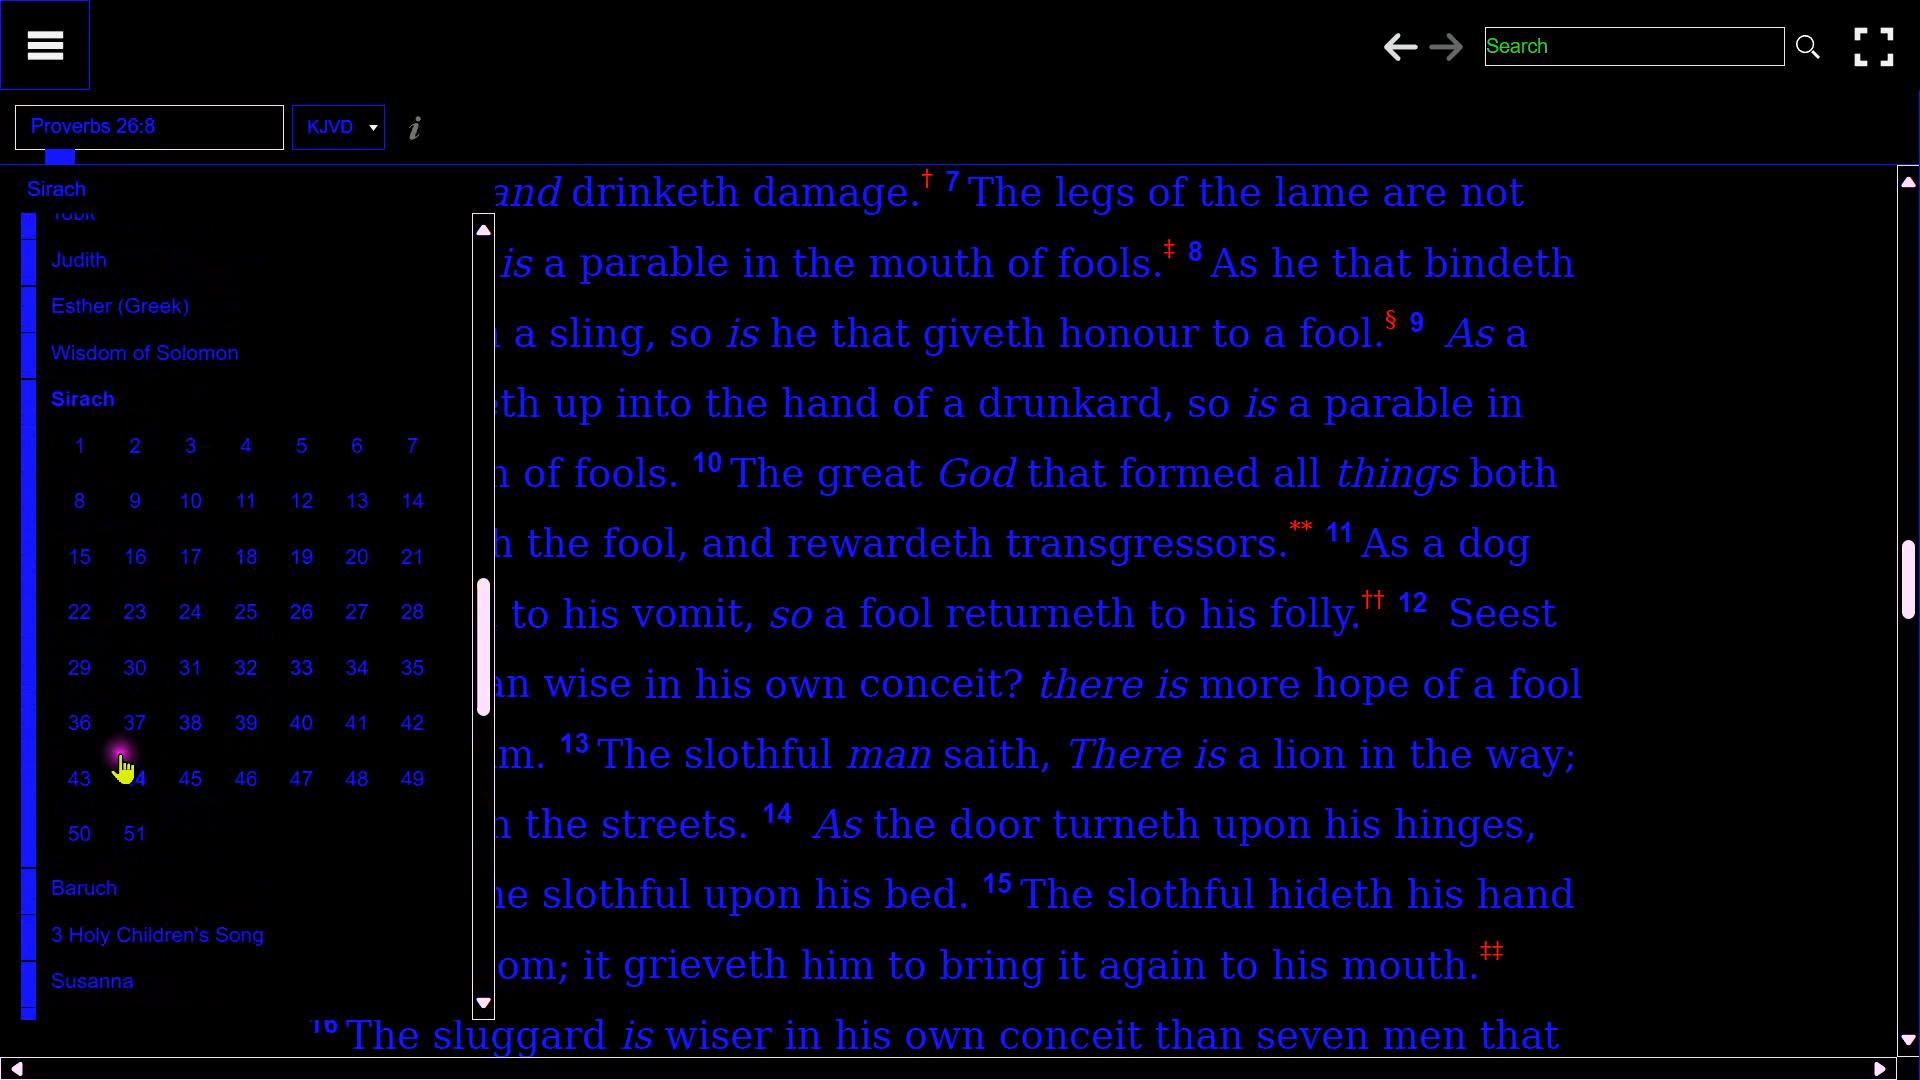 Search
Proverbs 26:8
KJVD
i
Sirach
Tobit
Judith
Esther (Greek)
Wisdom of Solomon
Sirach
1 2 3 4 5 6 7
8 9 10 11 12 13 14
15 16 17 18 19 20 21
22 23 24 25 26 27 28
29 30 31 32 33 34 35
36 37 38 39 40 41 42
43 44 45 46 47 48 49
50 51
Baruch
3 Holy Children's Song
Susanna
and drinketh damage.† 7 The legs of the lame are not
is a parable in the mouth of fools.‡ 8 As he that bindeth
a sling, so is he that giveth honour to a fool.§ 9 As a
th up into the hand of a drunkard, so is a parable in
of fools. 10 The great God that formed all things both
the fool, and rewardeth transgressors.** 11 As a dog
to his vomit, so a fool returneth to his folly.†† 12 Seest
an wise in his own conceit? there is more hope of a fool
m. 13 The slothful man saith, There is a lion in the way;
the streets. 14 As the door turneth upon his hinges,
e slothful upon his bed. 15 The slothful hideth his hand
om; it grieveth him to bring it again to his mouth.‡‡
16 The sluggard is wiser in his own conceit than seven men that